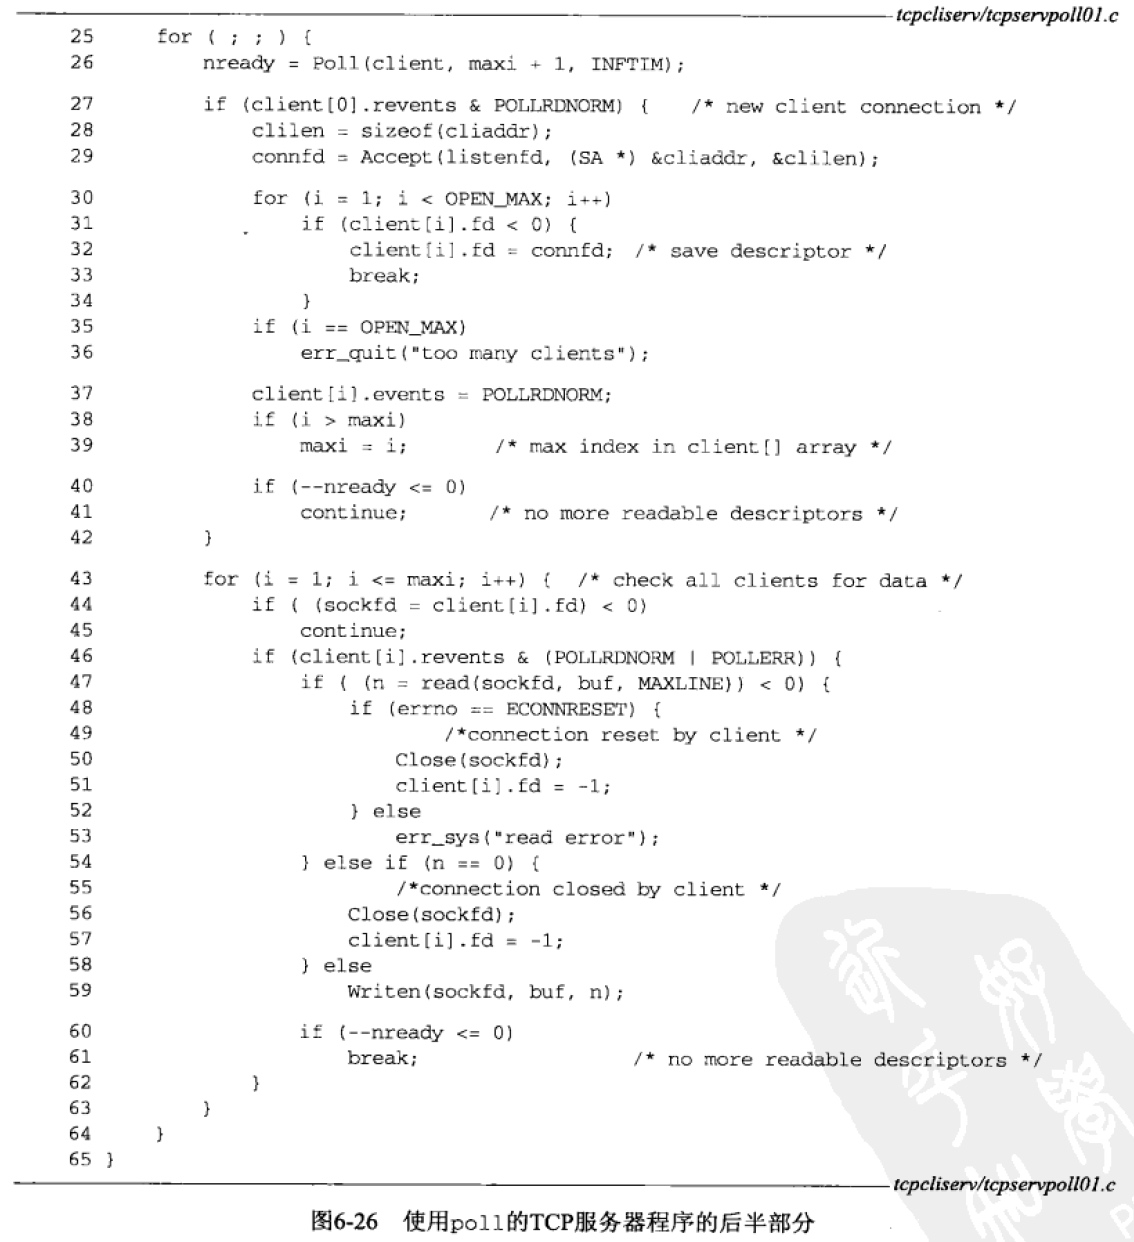 tcpcliserv/tcpservpoll01.c
25 for ( ; ; ) {
26 nready = Poll(client, maxi + 1, INFTIM);
27 if (client[0].revents & POLLRDNORM) { /* new client connection */
28 clilen = sizeof(cliaddr);
29 connfd = Accept(listenfd, (SA *) &cliaddr, &clilen);
30 for (i = 1; i < OPEN_MAX; i++)
31 if (client[i].fd < 0) {
32 client[i].fd = connfd; /* save descriptor */
33 break;
34 }
35 if (i == OPEN_MAX)
36 err_quit("too many clients");
37 client[i].events = POLLRDNORM;
38 if (i > maxi)
39 maxi = i; /* max index in client[] array */
40 if (--nready <= 0)
41 continue; /* no more readable descriptors */
42 }
43 for (i = 1; i <= maxi; i++) { /* check all clients for data */
44 if ( (sockfd = client[i].fd) < 0)
45 continue;
46 if (client[i].revents & (POLLRDNORM | POLLERR)) {
47 if ( (n = read(sockfd, buf, MAXLINE)) < 0) {
48 if (errno == ECONNRESET) {
49 /*connection reset by client */
50 Close(sockfd);
51 client[i].fd = -1;
52 } else
53 err_sys("read error");
54 } else if (n == 0) {
55 /*connection closed by client */
56 Close(sockfd);
57 client[i].fd = -1;
58 } else
59 Writen(sockfd, buf, n);
60 if (--nready <= 0)
61 break; /* no more readable descriptors */
62 }
63 }
64 }
65 }
tcpcliserv/tcpservpoll01.c
图6-26 使用poll的TCP服务器程序的后半部分